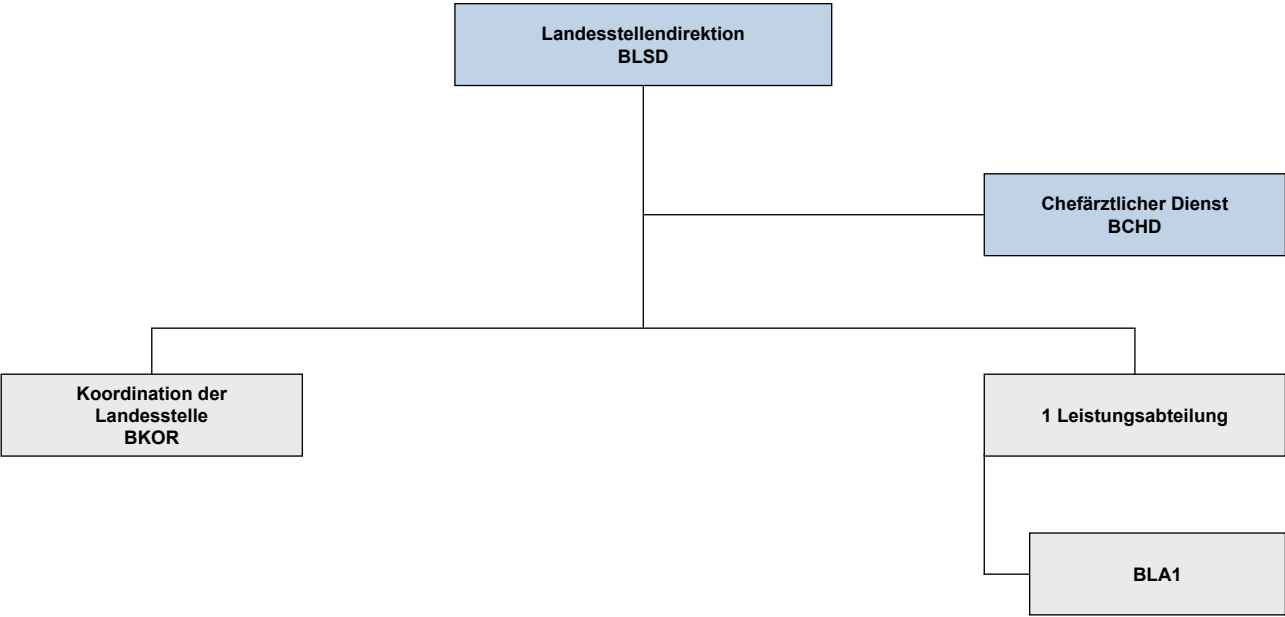 Landesstellendirektion
BLSD
Chefärztlicher Dienst
BCHD
Koordination der
Landesstelle
BKOR
1 Leistungsabteilung
BLA1